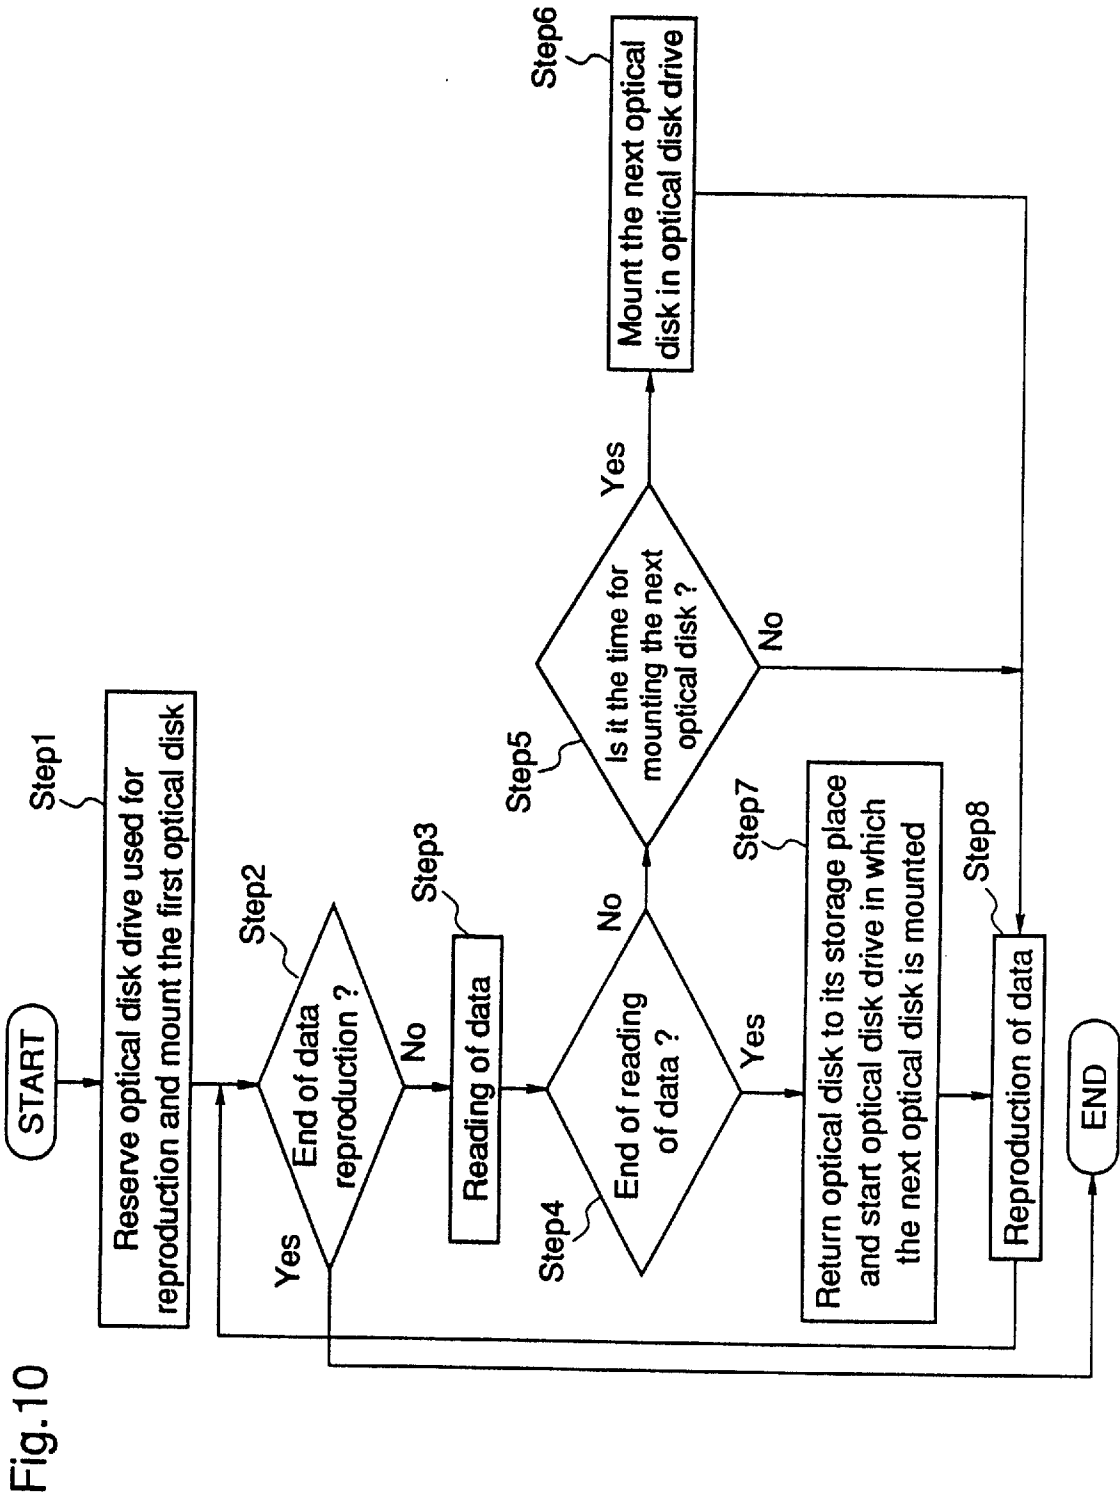 Fig.10
START
Step1
Reserve optical disk drive used for
reproduction and mount the first optical disk
Step2
End of data
reproduction ?
Yes
No
Step3
Reading of data
Step4
End of reading
of data ?
No
Yes
Step5
Is it the time for
mounting the next
optical disk ?
Yes
No
Step6
Mount the next optical
disk in optical disk drive
Step7
Return optical disk to its storage place
and start optical disk drive in which
the next optical disk is mounted
Step8
Reproduction of data
END